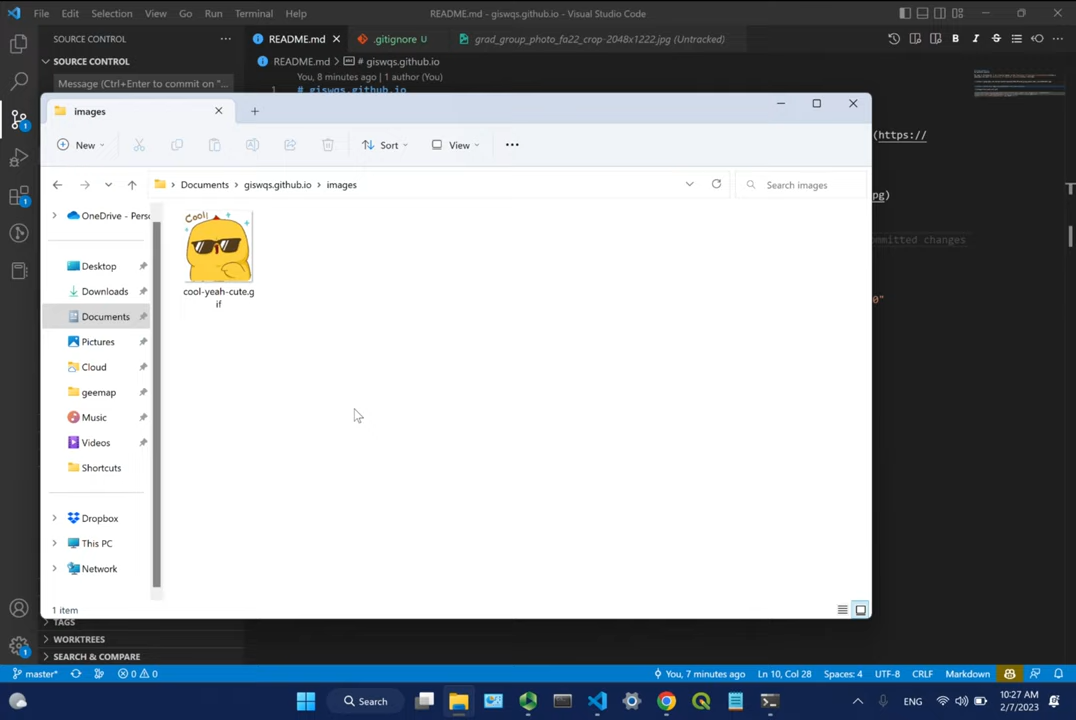 File Edit Selection View Go Run Terminal Help
README.md - giswqs.github.io - Visual Studio Code
SOURCE CONTROL
README.md
.gitignore U
grad_group_photo_fa22_crop-2048x1222.jpg (Untracked)
SOURCE CONTROL
README.md > # giswqs.github.io
Message (Ctrl+Enter to commit on "...
You, 8 minutes ago | 1 author (You)
1 # giswqs.github.io
images
(https://
New
Sort
View
Documents > giswqs.github.io > images
Search images
pg)
OneDrive - Perso
Cool!
Desktop
Downloads
cool-yeah-cute.g
if
Documents
Pictures
Cloud
geemap
Music
Videos
Shortcuts
Dropbox
This PC
Network
ommitted changes
0"
1 item
TAGS
WORKTREES
SEARCH & COMPARE
master*
0 0
You, 7 minutes ago
Ln 10, Col 28
Spaces: 4
UTF-8
CRLF
Markdown
Search
ENG
10:27 AM
2/7/2023